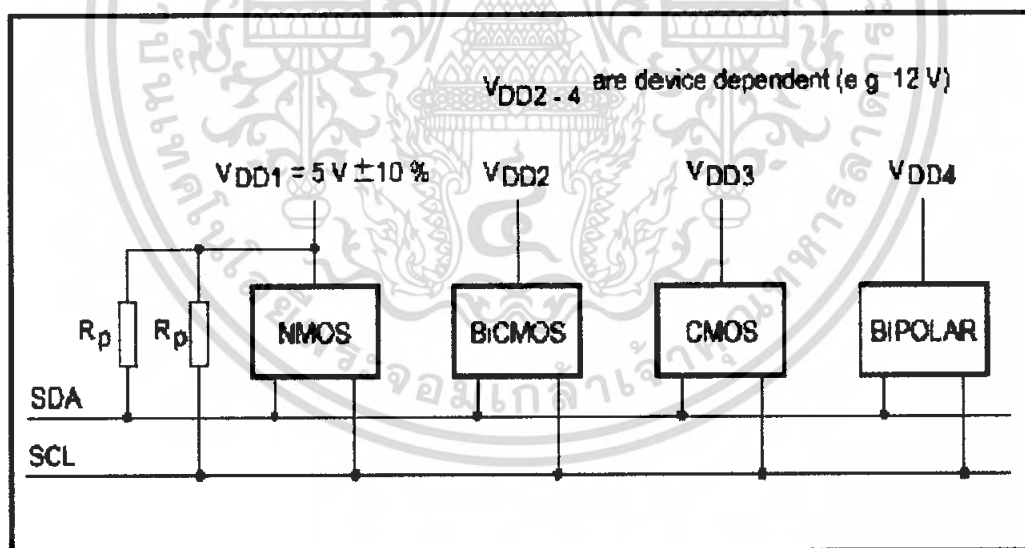 VDD2-4 are device dependent (e g 12 V)
VDD1 = 5 V ±10 % VDD2 VDD3 VDD4
Rp Rp NMOS BiCMOS CMOS BIPOLAR
SDA
SCL